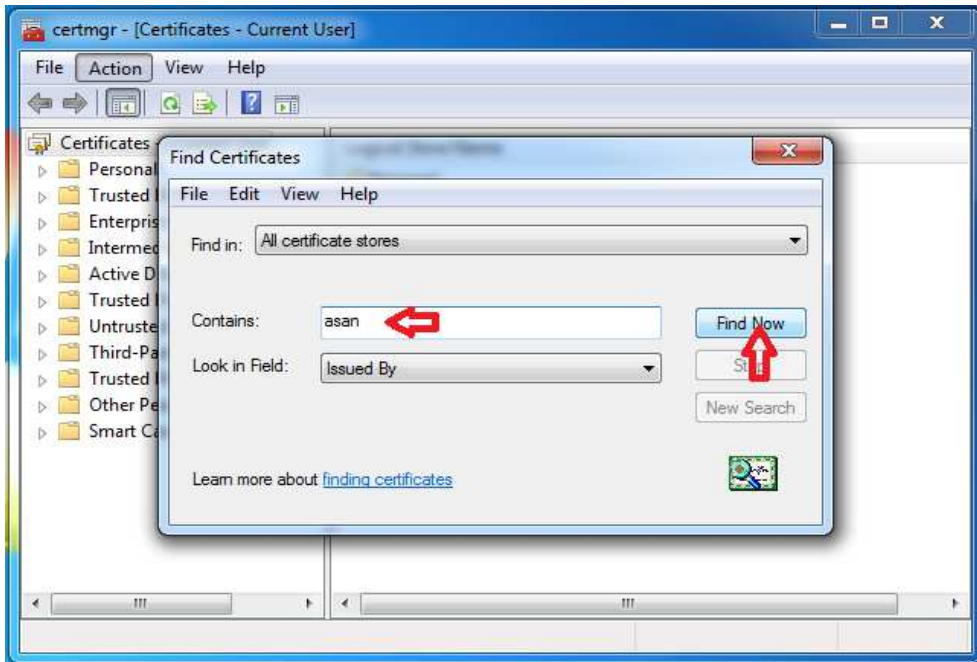 certmgr - [Certificates - Current User]
File Action View Help
Certificates -
Personal
Trusted
Enterpris
Intermed
Active D
Trusted
Untruste
Third-Pa
Trusted
Other Pe
Smart Ca
Find Certificates
File Edit View Help
Find in: All certificate stores
Contains: asan Find Now
Look in Field: Issued By Stop
New Search
Learn more about finding certificates